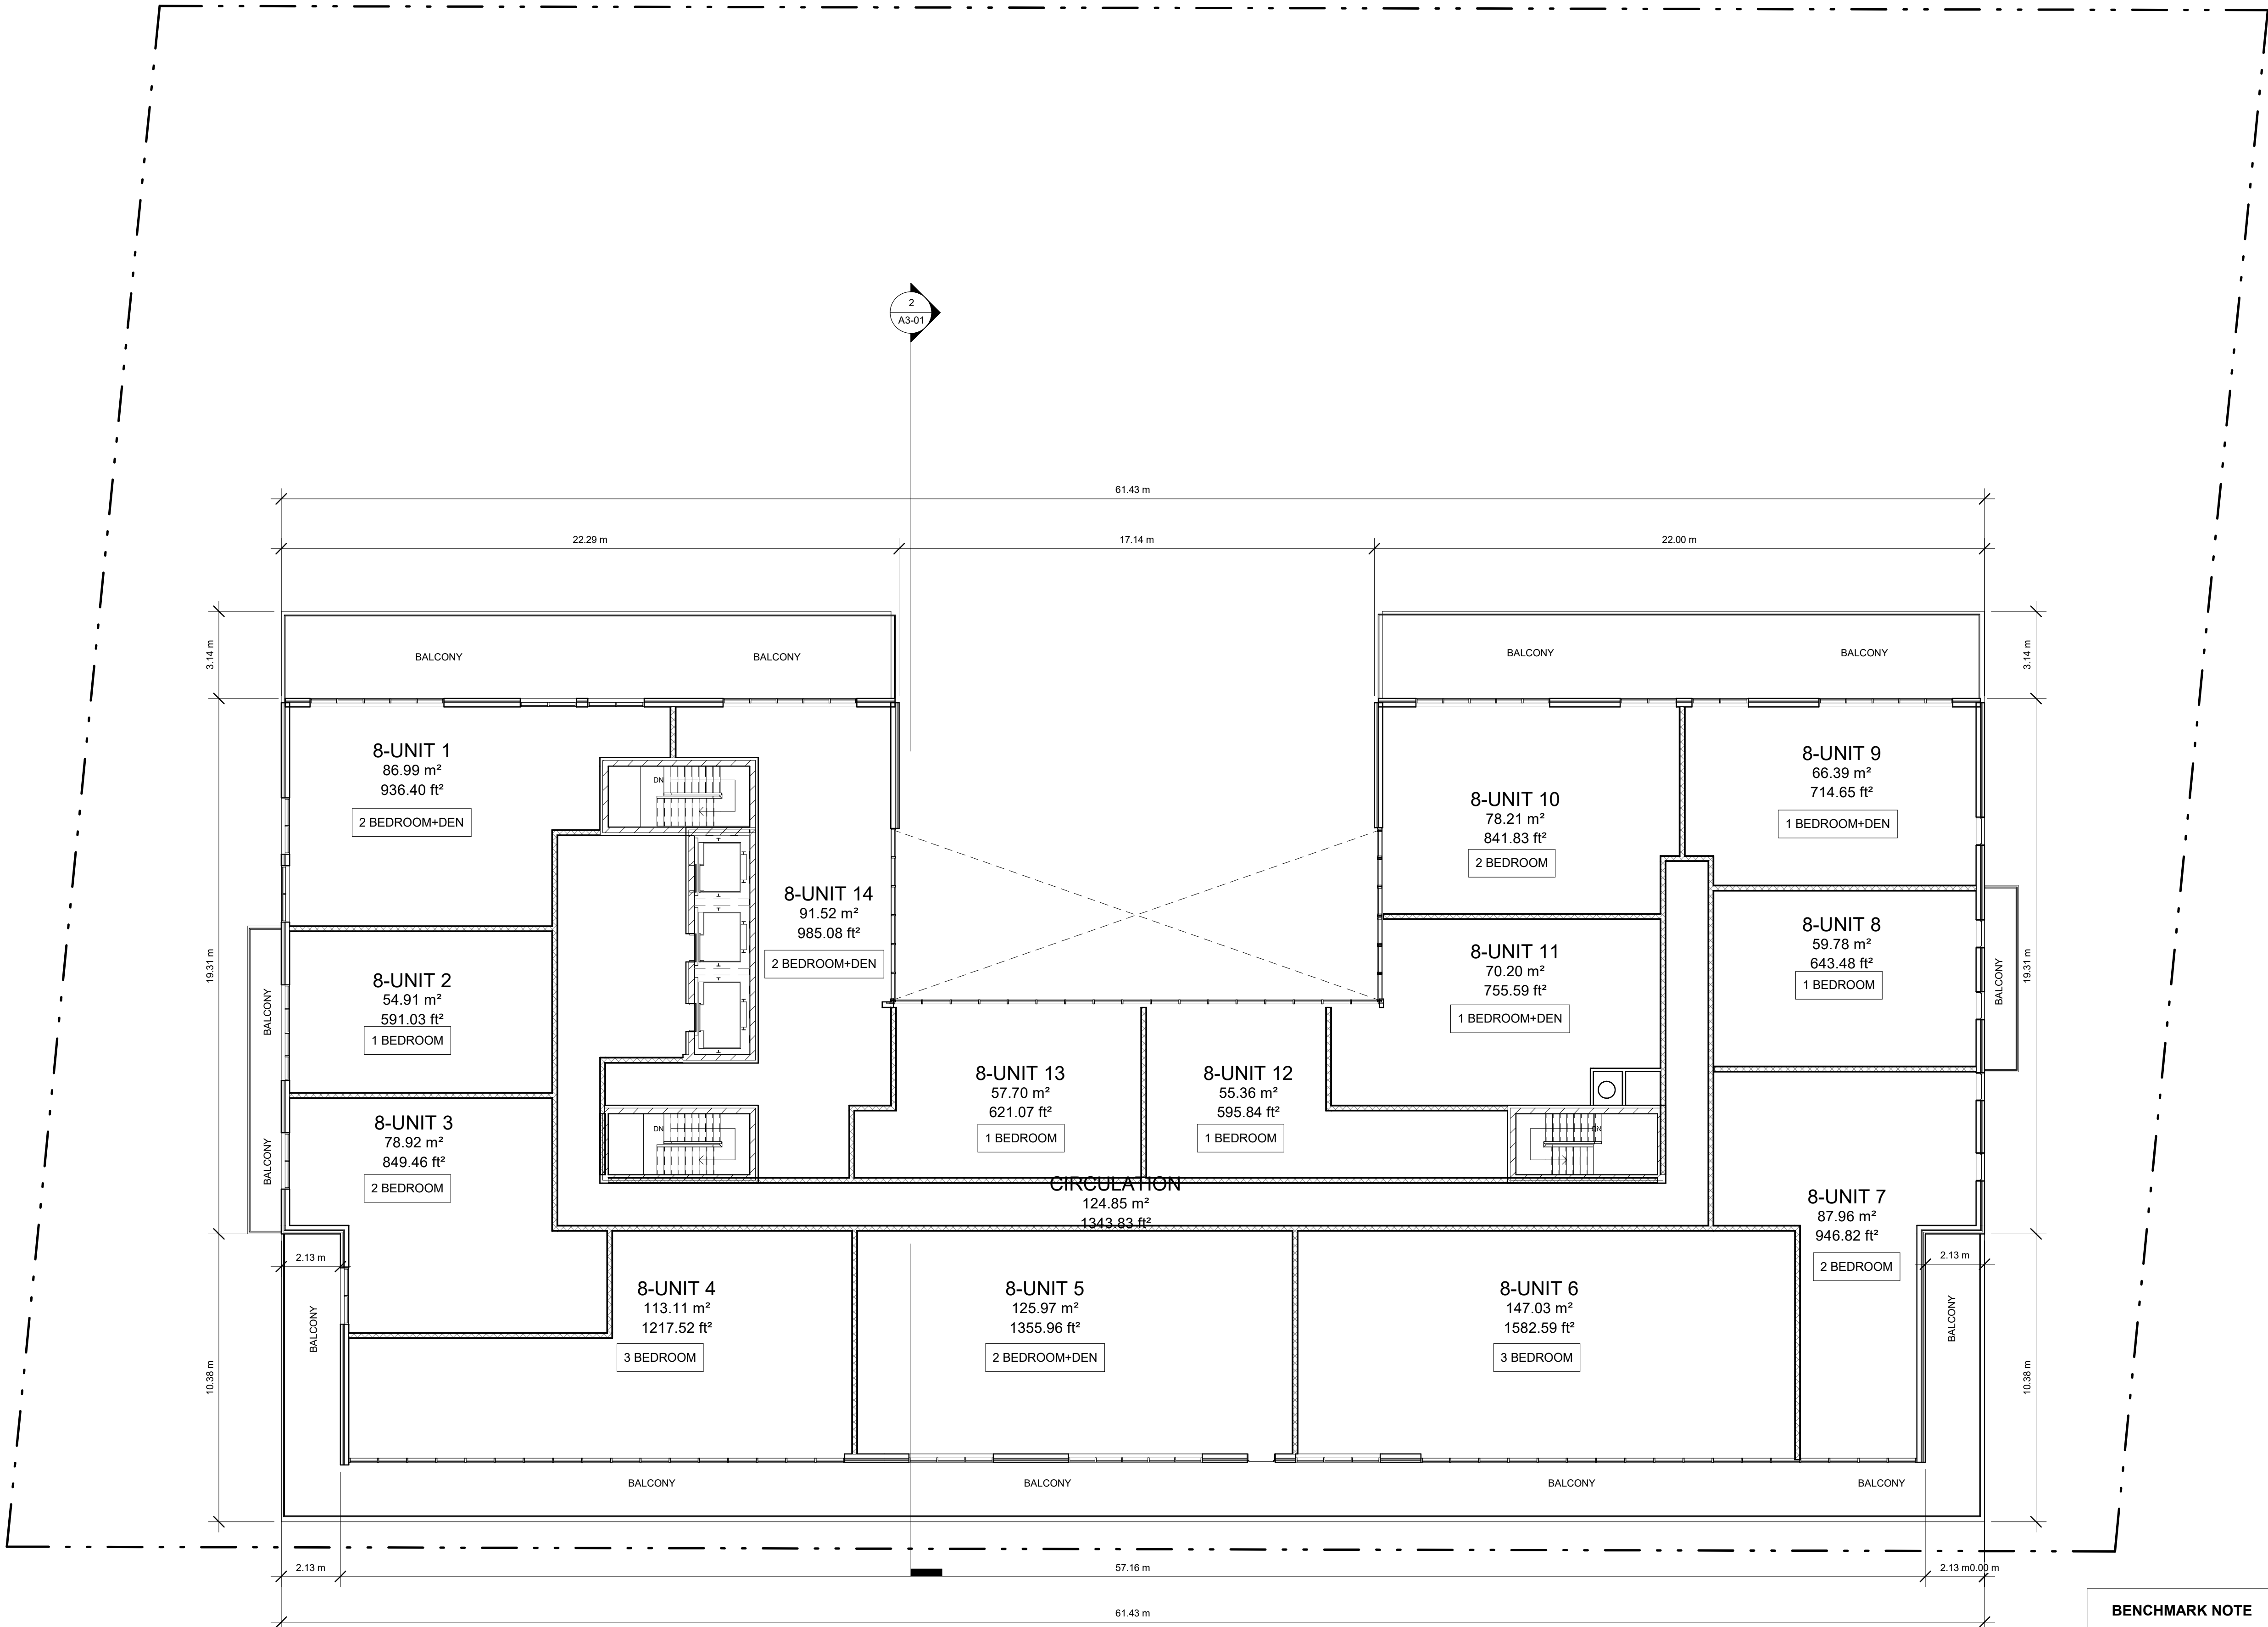 2
A3-01
61.43 m
22.29 m
17.14 m
22.00 m
3.14 m
BALCONY
BALCONY
BALCONY
BALCONY
3.14 m
8-UNIT 1
86.99 m²
936.40 ft²
2 BEDROOM+DEN
DN
8-UNIT 14
91.52 m²
985.08 ft²
2 BEDROOM+DEN
8-UNIT 10
78.21 m²
841.83 ft²
2 BEDROOM
8-UNIT 9
66.39 m²
714.65 ft²
1 BEDROOM+DEN
19.31 m
BALCONY
8-UNIT 2
54.91 m²
591.03 ft²
1 BEDROOM
8-UNIT 11
70.20 m²
755.59 ft²
1 BEDROOM+DEN
8-UNIT 8
59.78 m²
643.48 ft²
1 BEDROOM
BALCONY
19.31 m
BALCONY
8-UNIT 3
78.92 m²
849.46 ft²
2 BEDROOM
DN
8-UNIT 13
57.70 m²
621.07 ft²
1 BEDROOM
8-UNIT 12
55.36 m²
595.84 ft²
1 BEDROOM
DN
CIRCULATION
124.85 m²
1343.83 ft²
8-UNIT 7
87.96 m²
946.82 ft²
2 BEDROOM
2.13 m
2.13 m
10.38 m
BALCONY
8-UNIT 4
113.11 m²
1217.52 ft²
3 BEDROOM
8-UNIT 5
125.97 m²
1355.96 ft²
2 BEDROOM+DEN
8-UNIT 6
147.03 m²
1582.59 ft²
3 BEDROOM
BALCONY
10.38 m
BALCONY
BALCONY
BALCONY
BALCONY
2.13 m
57.16 m
2.13 m0.00 m
61.43 m
BENCHMARK NOTE